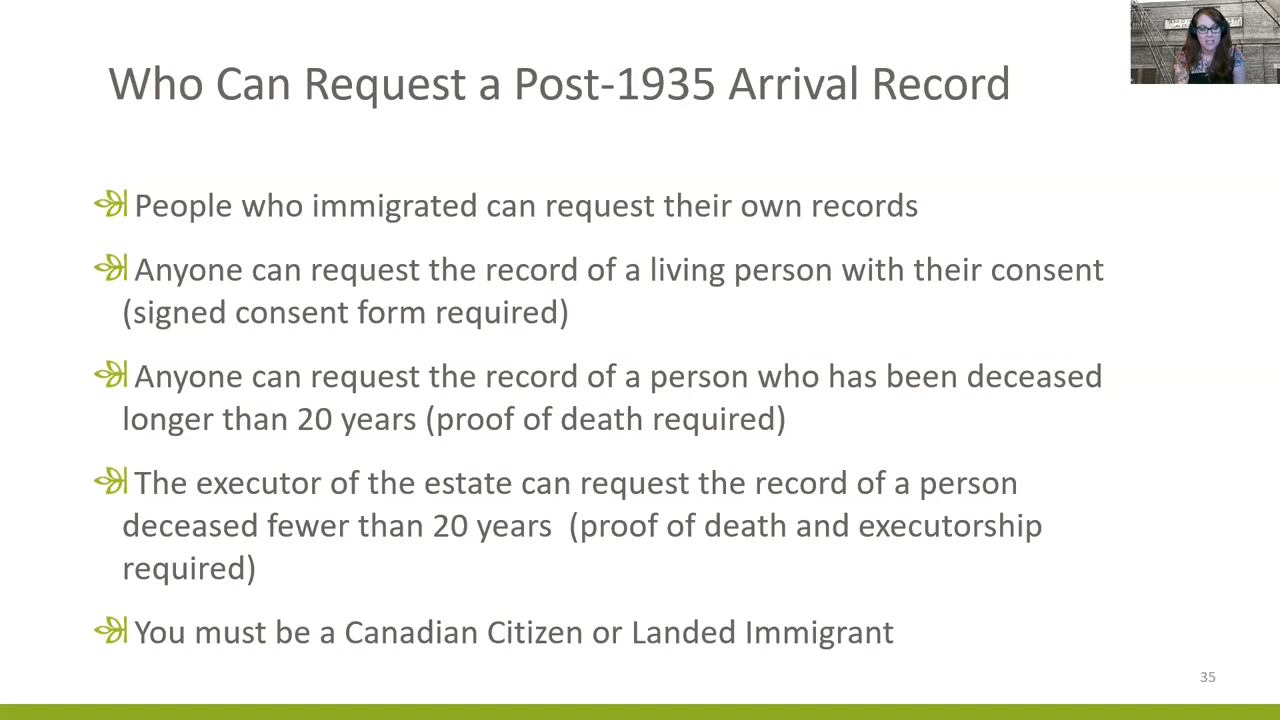 Who Can Request a Post-1935 Arrival Record
People who immigrated can request their own records
Anyone can request the record of a living person with their consent
(signed consent form required)
Anyone can request the record of a person who has been deceased
longer than 20 years (proof of death required)
The executor of the estate can request the record of a person
deceased fewer than 20 years  (proof of death and executorship
required)
You must be a Canadian Citizen or Landed Immigrant
35